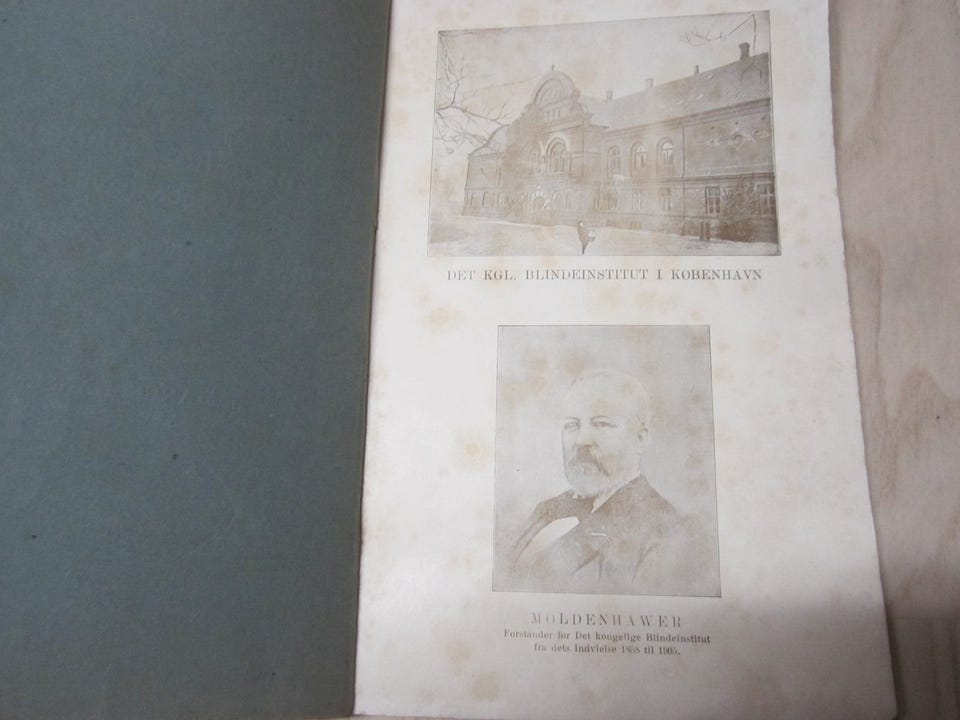 DET KGL. BLINDEINSTITUT I KØBENHAVN
MOLDENHAWER
Forstander for Det kongelige Blindeinstitut
fra dets Indvielse 1858 til 1905.